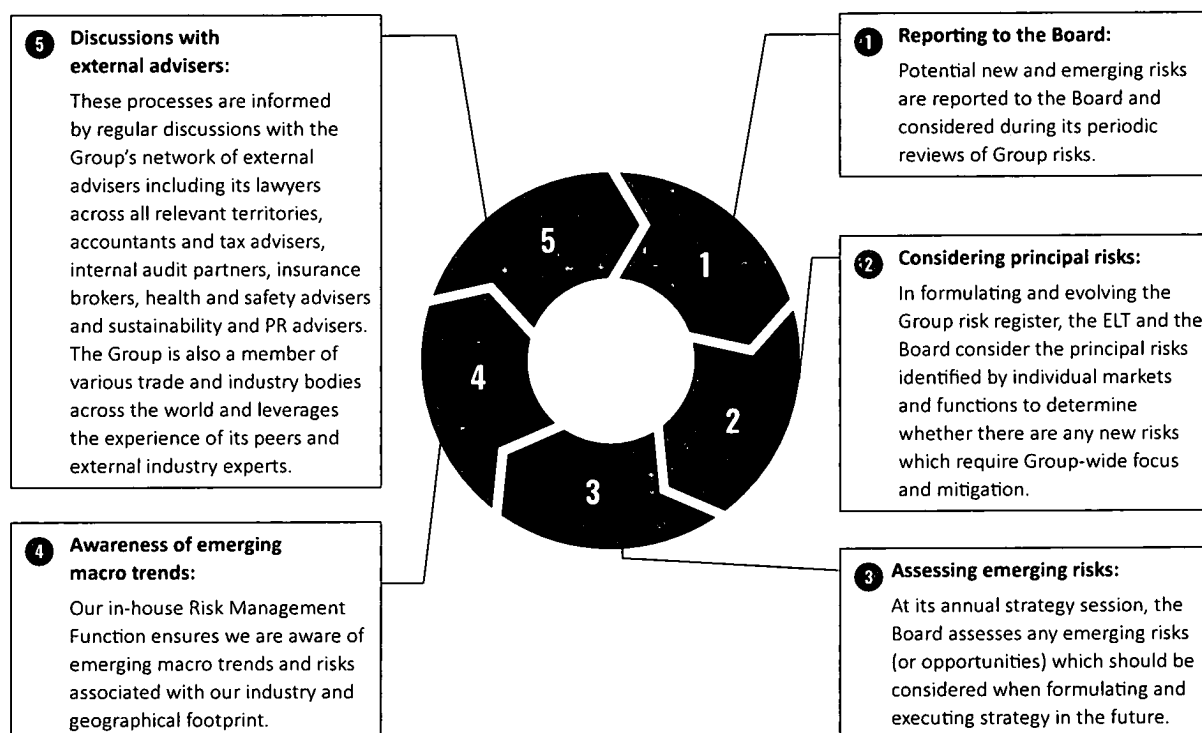 1 Reporting to the Board:
Potential new and emerging risks
are reported to the Board and
considered during its periodic
reviews of Group risks.
2 Considering principal risks:
In formulating and evolving the
Group risk register, the ELT and the
Board consider the principal risks
identified by individual markets
and functions to determine
whether there are any new risks
which require Group-wide focus
and mitigation.
3 Assessing emerging risks:
At its annual strategy session, the
Board assesses any emerging risks
(or opportunities) which should be
considered when formulating and
executing strategy in the future.
4 Awareness of emerging
macro trends:
Our in-house Risk Management
Function ensures we are aware of
emerging macro trends and risks
associated with our industry and
geographical footprint.
5 Discussions with
external advisers:
These processes are informed
by regular discussions with the
Group's network of external
advisers including its lawyers
across all relevant territories,
accountants and tax advisers,
internal audit partners, insurance
brokers, health and safety advisers
and sustainability and PR advisers.
The Group is also a member of
various trade and industry bodies
across the world and leverages
the experience of its peers and
external industry experts.
1
2
3
4
5